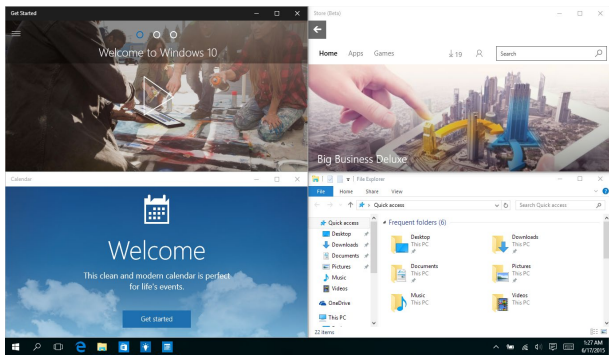 Get Started
Welcome to Windows 10
Store (Beta)
Home Apps Games 19 Search
Big Business Deluxe
Calendar
Welcome
This clean and modern calendar is perfect
for life's events.
Get started
File Explorer
File Home Share View
Quick access Search Quick access
Quick access
Desktop
Downloads
Documents
Pictures
Music
Videos
OneDrive
This PC
Frequent folders (6)
Desktop
This PC
Downloads
This PC
Documents
This PC
Pictures
This PC
Music
This PC
Videos
This PC
22 items
1:27 AM
6/17/2015